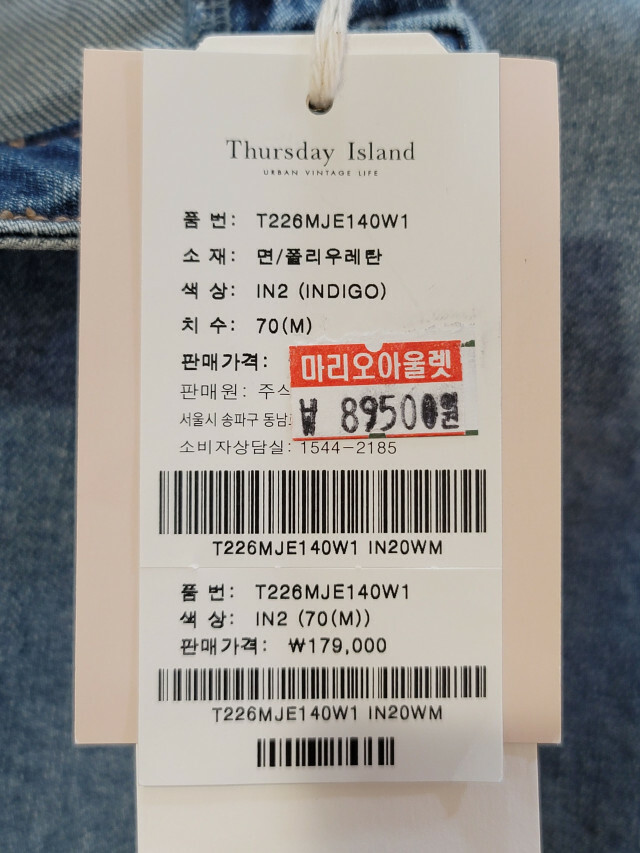 Thursday Island
URBAN VINTAGE LIFE
품 번: T226MJE140W1
소 재: 면/폴리우레탄
색 상: IN2 (INDIGO)
치 수: 70(M)
판매가격:
마리오아울렛
판매원: 주식
₩ 89500원
서울시 송파구 동남
소비자상담실: 1544-2185
T226MJE140W1 IN20WM
품 번: T226MJE140W1
색 상: IN2 (70(M))
판매가격: ₩179,000
T226MJE140W1 IN20WM